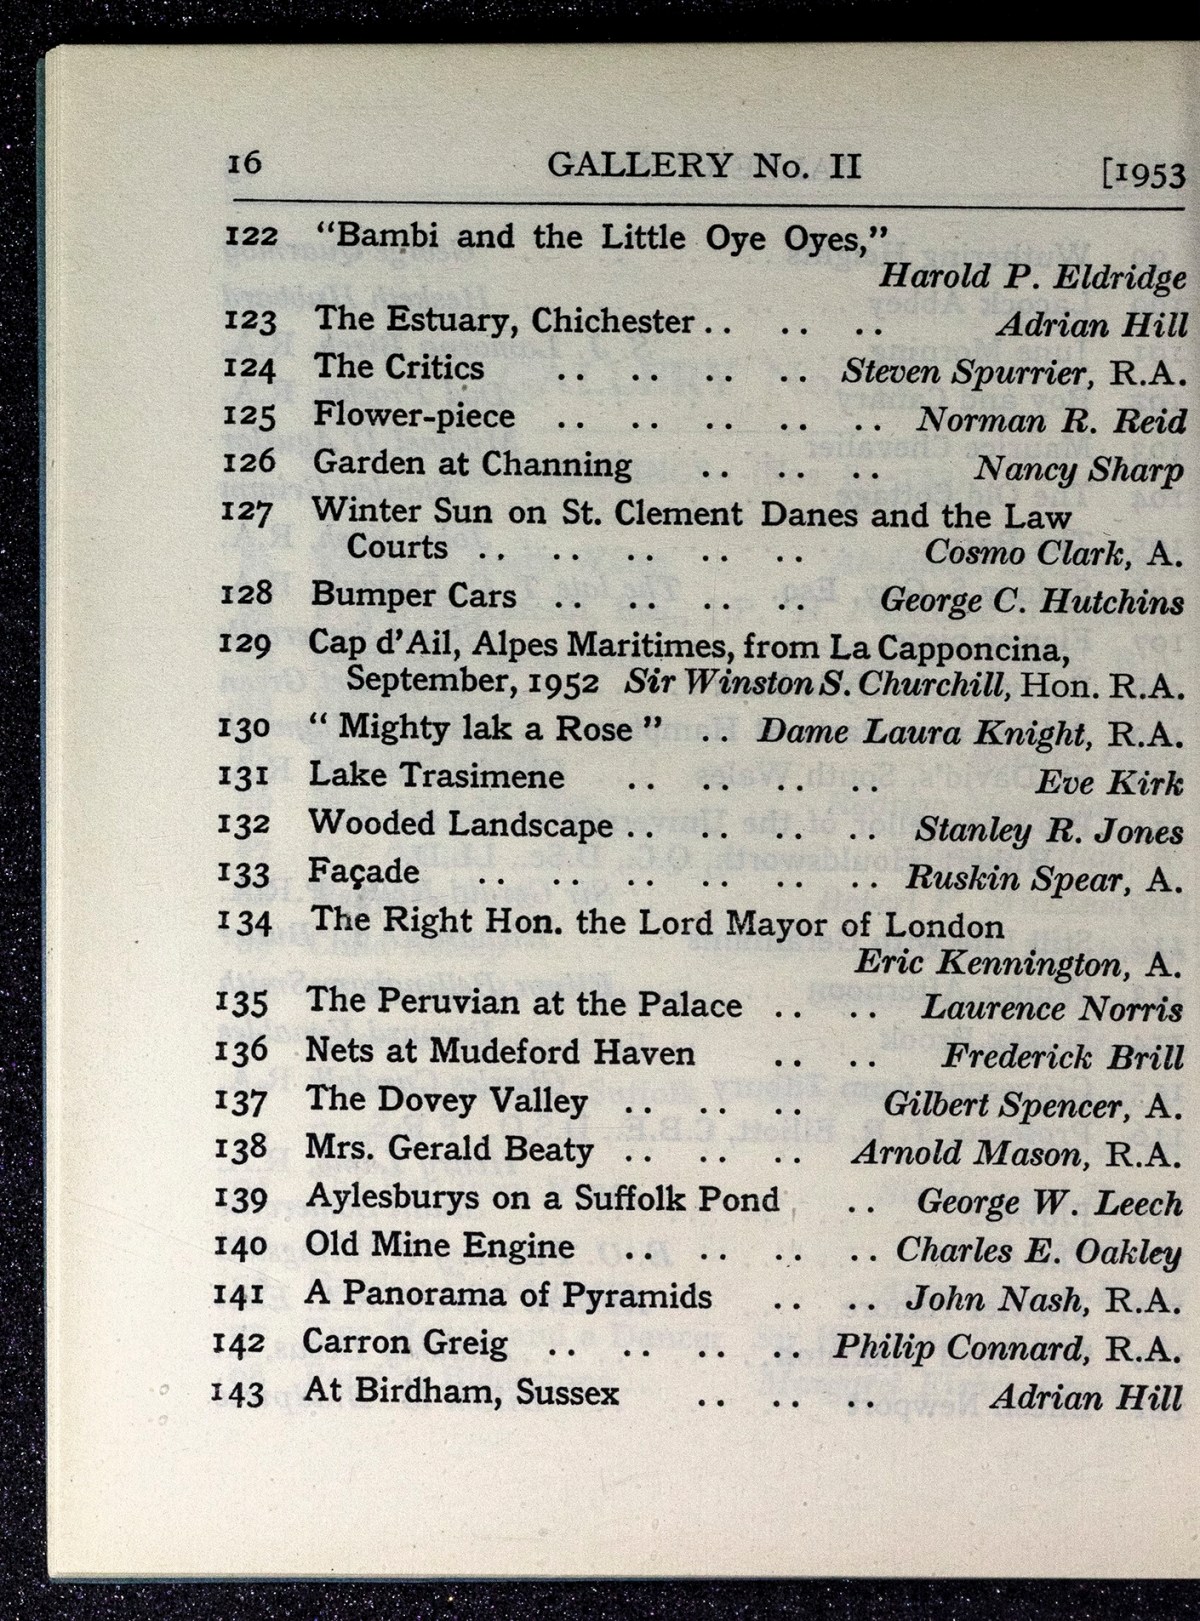 16 GALLERY No. II [1953
122 “Bambi and the Little Oye Oyes,”
Harold P. Eldridge
123 The Estuary, Chichester .. .. .. Adrian Hill
124 The Critics .. .. .. .. Steven Spurrier, R.A.
125 Flower-piece .. .. .. .. .. Norman R. Reid
126 Garden at Channing .. .. .. Nancy Sharp
127 Winter Sun on St. Clement Danes and the Law
Courts .. .. .. .. .. Cosmo Clark, A.
128 Bumper Cars .. .. .. .. George C. Hutchins
129 Cap d’Ail, Alpes Maritimes, from La Capponcina,
September, 1952 Sir Winston S. Churchill, Hon. R.A.
130 “ Mighty lak a Rose ” .. Dame Laura Knight, R.A.
131 Lake Trasimene .. .. .. .. Eve Kirk
132 Wooded Landscape .. .. .. .. Stanley R. Jones
133 Façade .. .. .. .. .. .. Ruskin Spear, A.
134 The Right Hon. the Lord Mayor of London
Eric Kennington, A.
135 The Peruvian at the Palace .. .. Laurence Norris
136 Nets at Mudeford Haven .. .. Frederick Brill
137 The Dovey Valley .. .. .. Gilbert Spencer, A.
138 Mrs. Gerald Beaty .. .. .. Arnold Mason, R.A.
139 Aylesburys on a Suffolk Pond .. George W. Leech
140 Old Mine Engine .. .. .. .. Charles E. Oakley
141 A Panorama of Pyramids .. .. John Nash, R.A.
142 Carron Greig .. .. .. .. Philip Connard, R.A.
143 At Birdham, Sussex .. .. .. Adrian Hill